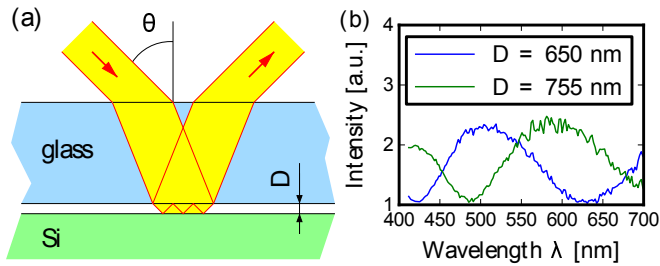 (a)
θ
glass
D
Si
(b)
D = 650 nm
D = 755 nm
Intensity [a.u.]
4
3
2
1
400 450 500 550 600 650 700
Wavelength λ [nm]